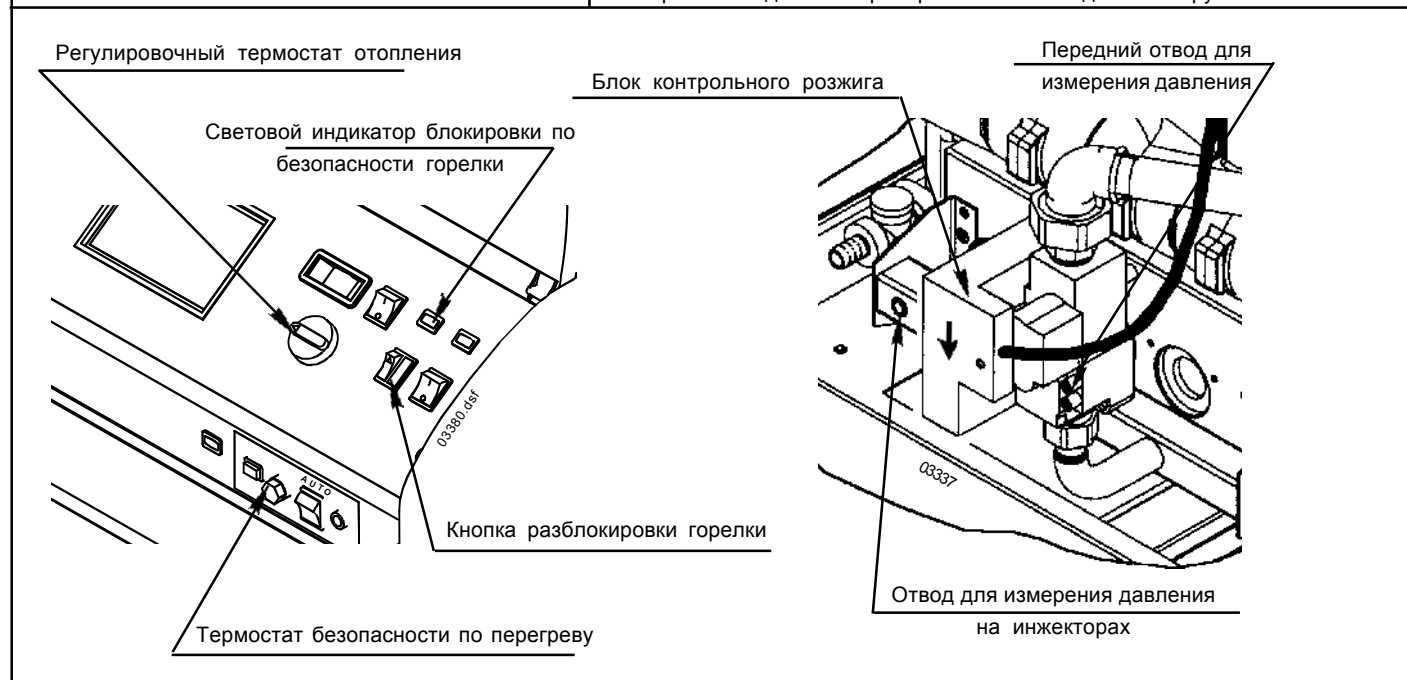 Регулировочный термостат отопления
Передний отвод для
измерения давления
Блок контрольного розжига
Световой индикатор блокировки по
безопасности горелки
03380.dsf
AUTO
03337
Кнопка разблокировки горелки
Отвод для измерения давления
на инжекторах
Термостат безопасности по перегреву